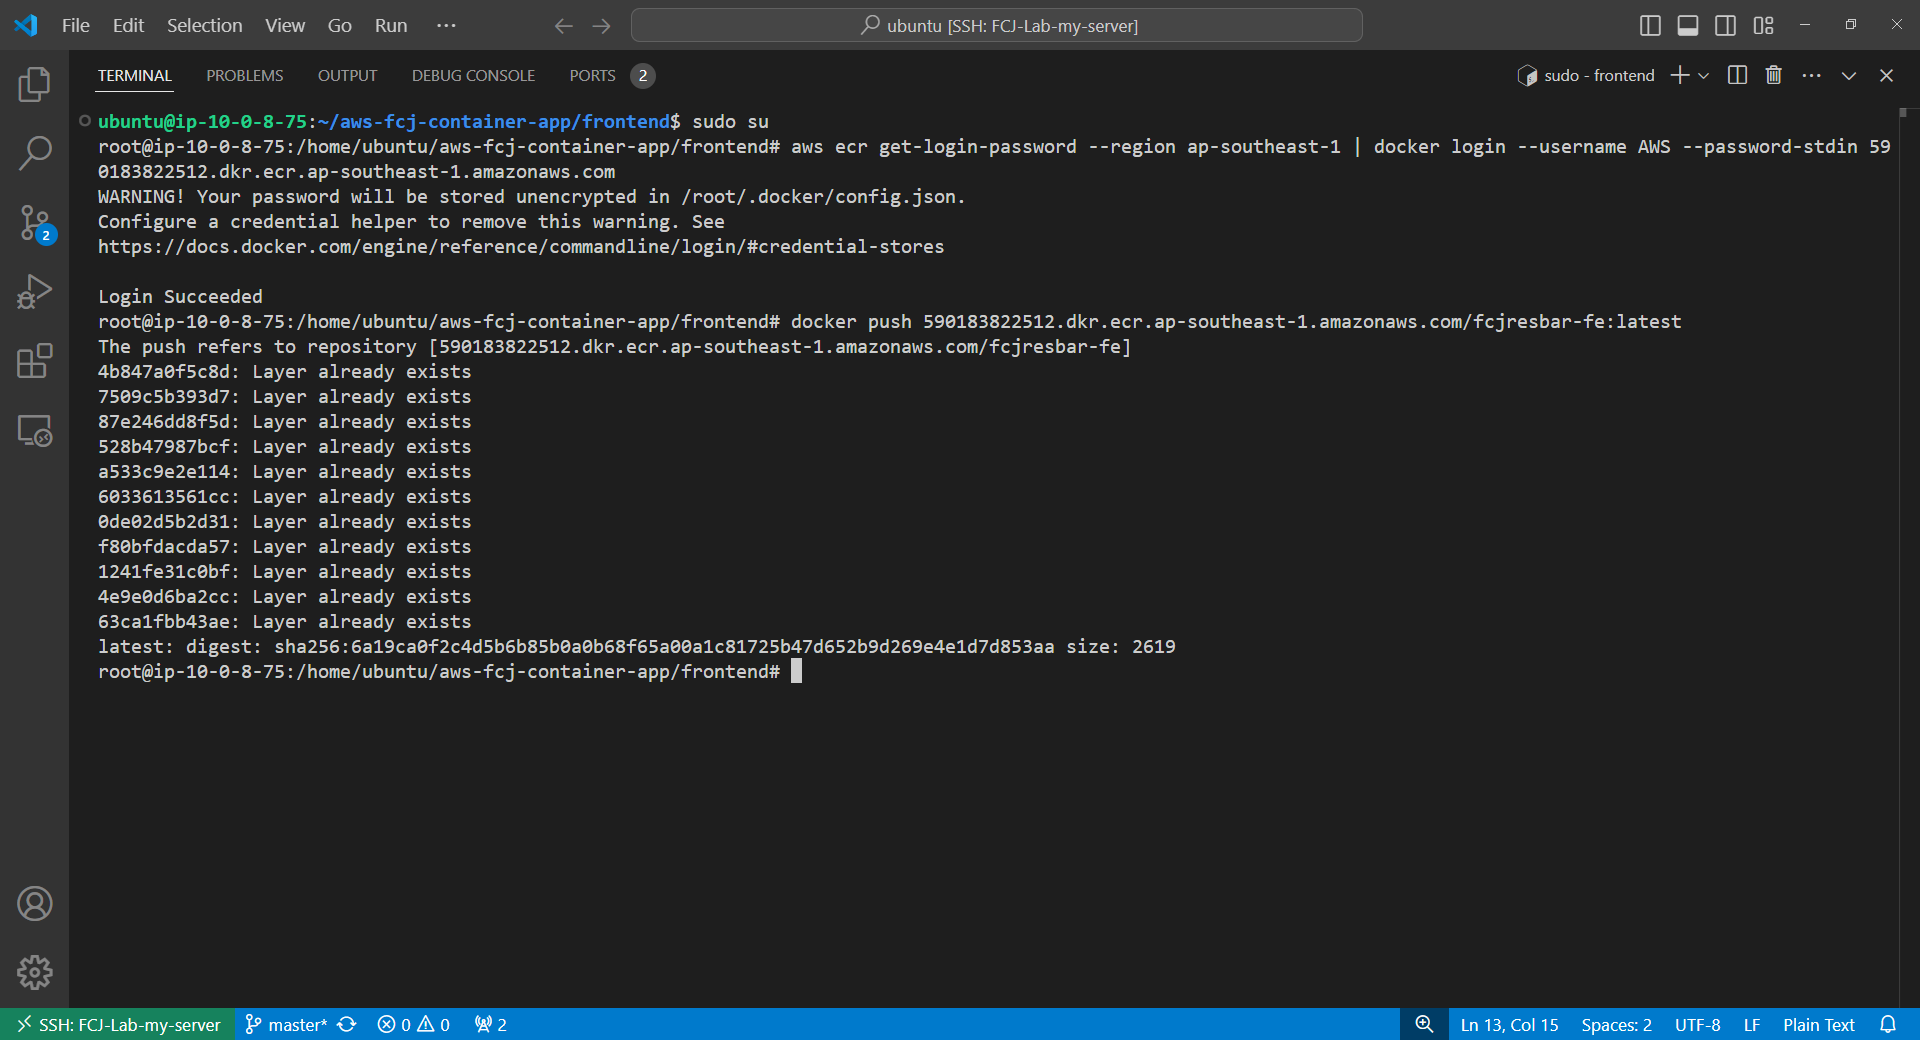 File Edit Selection View Go Run ··· ubuntu [SSH: FCJ-Lab-my-server]
TERMINAL PROBLEMS OUTPUT DEBUG CONSOLE PORTS 2 sudo - frontend
ubuntu@ip-10-0-8-75:~/aws-fcj-container-app/frontend$ sudo su
root@ip-10-0-8-75:/home/ubuntu/aws-fcj-container-app/frontend# aws ecr get-login-password --region ap-southeast-1 | docker login --username AWS --password-stdin 59
0183822512.dkr.ecr.ap-southeast-1.amazonaws.com
WARNING! Your password will be stored unencrypted in /root/.docker/config.json.
Configure a credential helper to remove this warning. See
https://docs.docker.com/engine/reference/commandline/login/#credential-stores
Login Succeeded
root@ip-10-0-8-75:/home/ubuntu/aws-fcj-container-app/frontend# docker push 590183822512.dkr.ecr.ap-southeast-1.amazonaws.com/fcjresbar-fe:latest
The push refers to repository [590183822512.dkr.ecr.ap-southeast-1.amazonaws.com/fcjresbar-fe]
4b847a0f5c8d: Layer already exists
7509c5b393d7: Layer already exists
87e246dd8f5d: Layer already exists
528b47987bcf: Layer already exists
a533c9e2e114: Layer already exists
6033613561cc: Layer already exists
0de02d5b2d31: Layer already exists
f80bfdacda57: Layer already exists
1241fe31c0bf: Layer already exists
4e9e0d6ba2cc: Layer already exists
63ca1fbb43ae: Layer already exists
latest: digest: sha256:6a19ca0f2c4d5b6b85b0a0b68f65a00a1c81725b47d652b9d269e4e1d7d853aa size: 2619
root@ip-10-0-8-75:/home/ubuntu/aws-fcj-container-app/frontend#
2
SSH: FCJ-Lab-my-server master* 0 0 2 Ln 13, Col 15 Spaces: 2 UTF-8 LF Plain Text